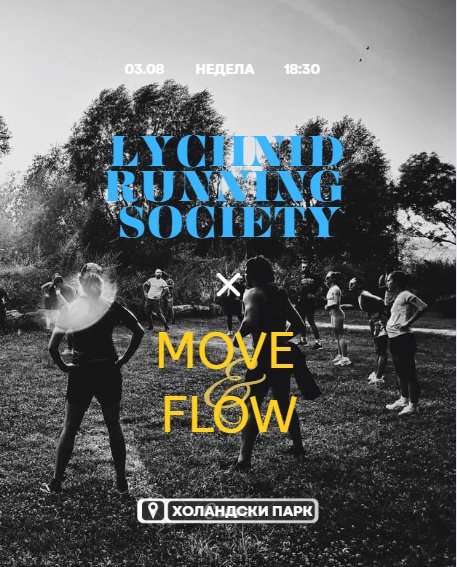 03.08 НЕДЕЛА 18:30
LYCHNID
RUNNING
SOCIETY
×
MOVE
&
FLOW
ХОЛАНДСКИ ПАРК